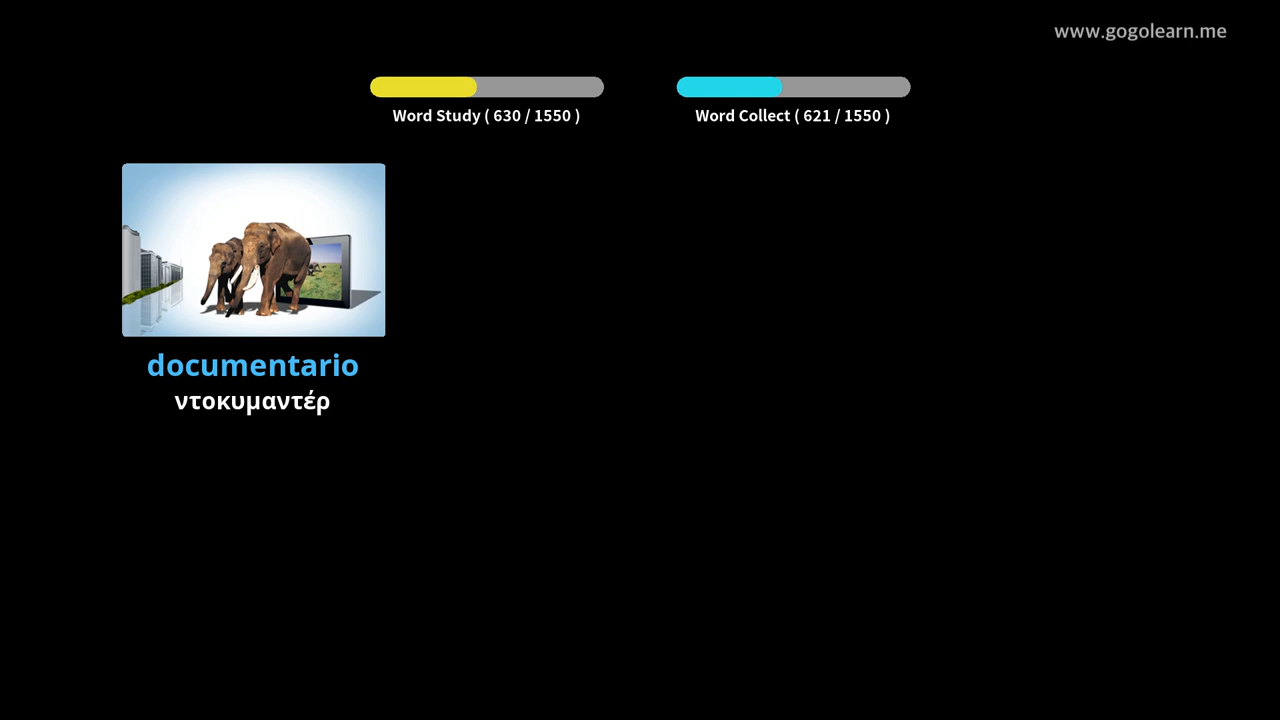 www.gogolearn.me
Word Study ( 630 / 1550 )
Word Collect ( 621 / 1550 )
documentario
ντοκυμαντέρ